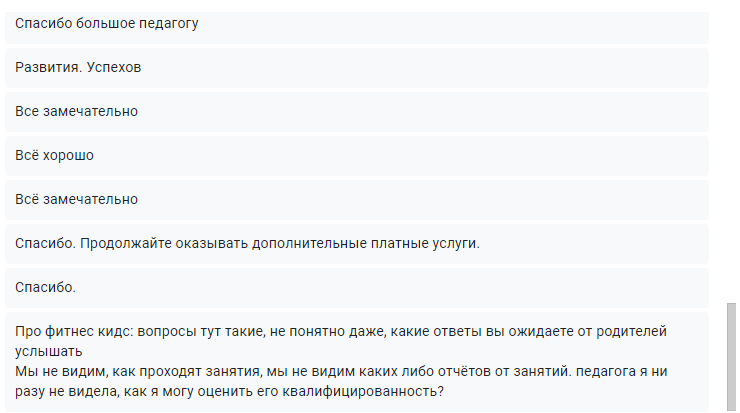 Спасибо большое педагогу
Развития. Успехов
Все замечательно
Всё хорошо
Всё замечательно
Спасибо. Продолжайте оказывать дополнительные платные услуги.
Спасибо.
Про фитнес кидс: вопросы тут такие, не понятно даже, какие ответы вы ожидаете от родителей
услышать
Мы не видим, как проходят занятия, мы не видим каких либо отчётов от занятий. педагога я ни
разу не видела, как я могу оценить его квалифицированность?